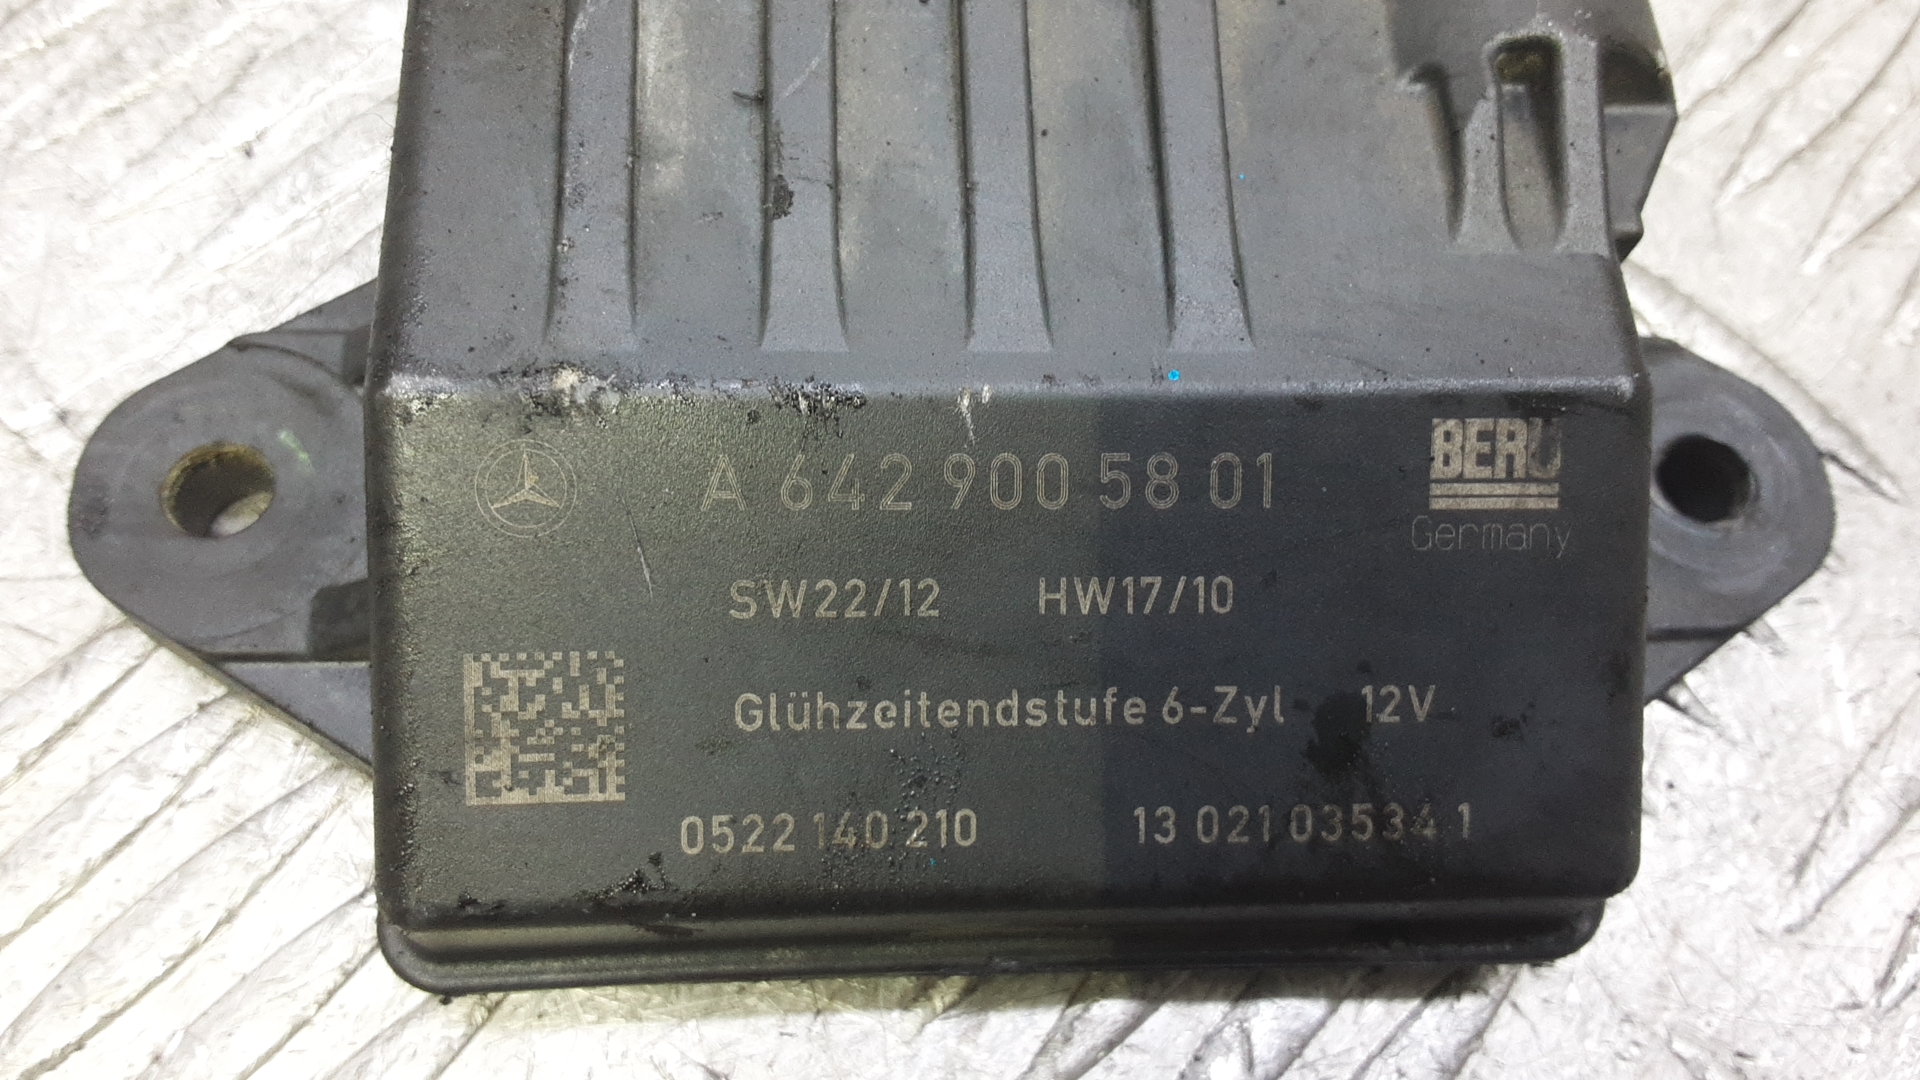 A 642 900 58 01
BERU
Germany
SW22/12 HW17/10
Glühzeitendstufe 6-Zyl 12V
0522 140 210 13 021 03534 1